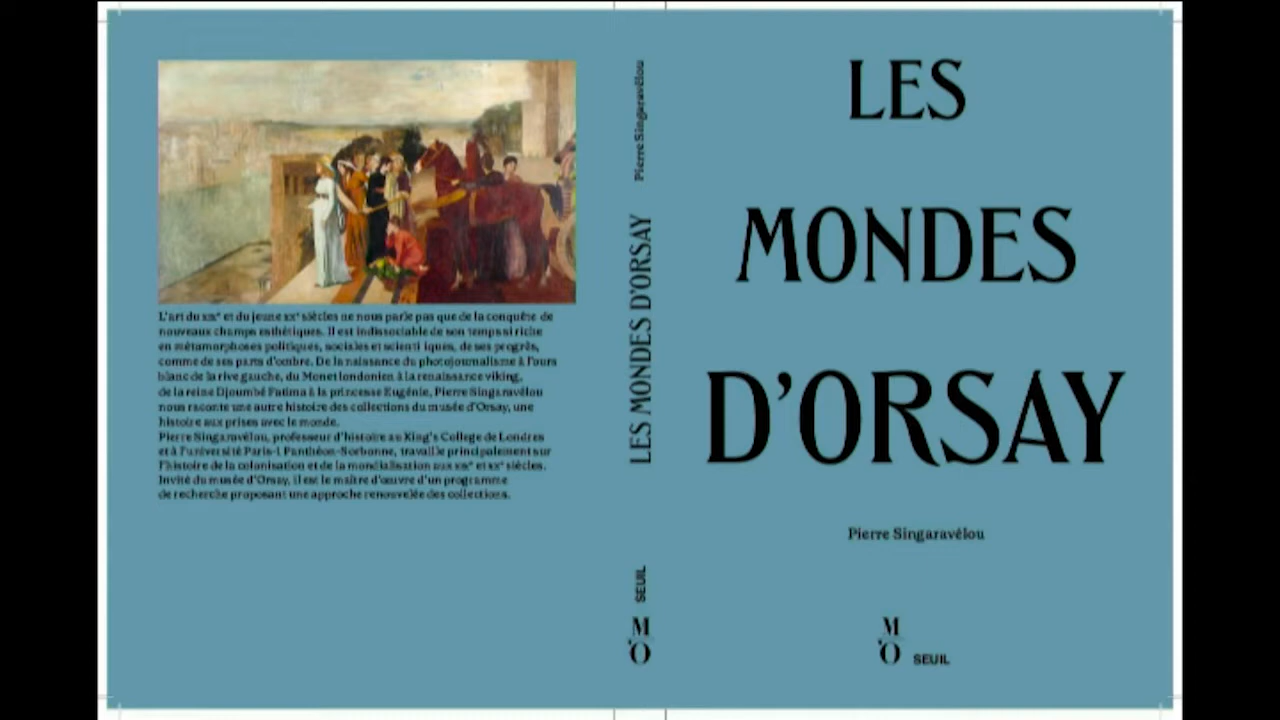 L'art du XIXe et du jeune XXe siècles ne nous parle pas que de la conquête de
nouveaux champs esthétiques. Il est indissociable de son temps si riche
en métamorphoses politiques, sociales et scienti iques, de ses progrès,
comme de ses parts d'ombre. De la naissance du photojournalisme à l'ours
blanc de la rive gauche, du Monet londonien à la renaissance viking,
de la reine Djoumbé Fatima à la princesse Eugénie, Pierre Singaravélou
nous raconte une autre histoire des collections du musée d'Orsay, une
histoire aux prises avec le monde.
Pierre Singaravélou, professeur d'histoire au King's College de Londres
et à l'université Paris-1 Panthéon-Sorbonne, travaille principalement sur
l'histoire de la colonisation et de la mondialisation aux XIXe et XXe siècles.
Invité du musée d'Orsay, il est le maître d'œuvre d'un programme
de recherche proposant une approche renouvelée des collections.
Pierre Singaravélou
LES MONDES D'ORSAY
SEUIL
M'O
LES
MONDES
D'ORSAY
Pierre Singaravélou
M'O
SEUIL